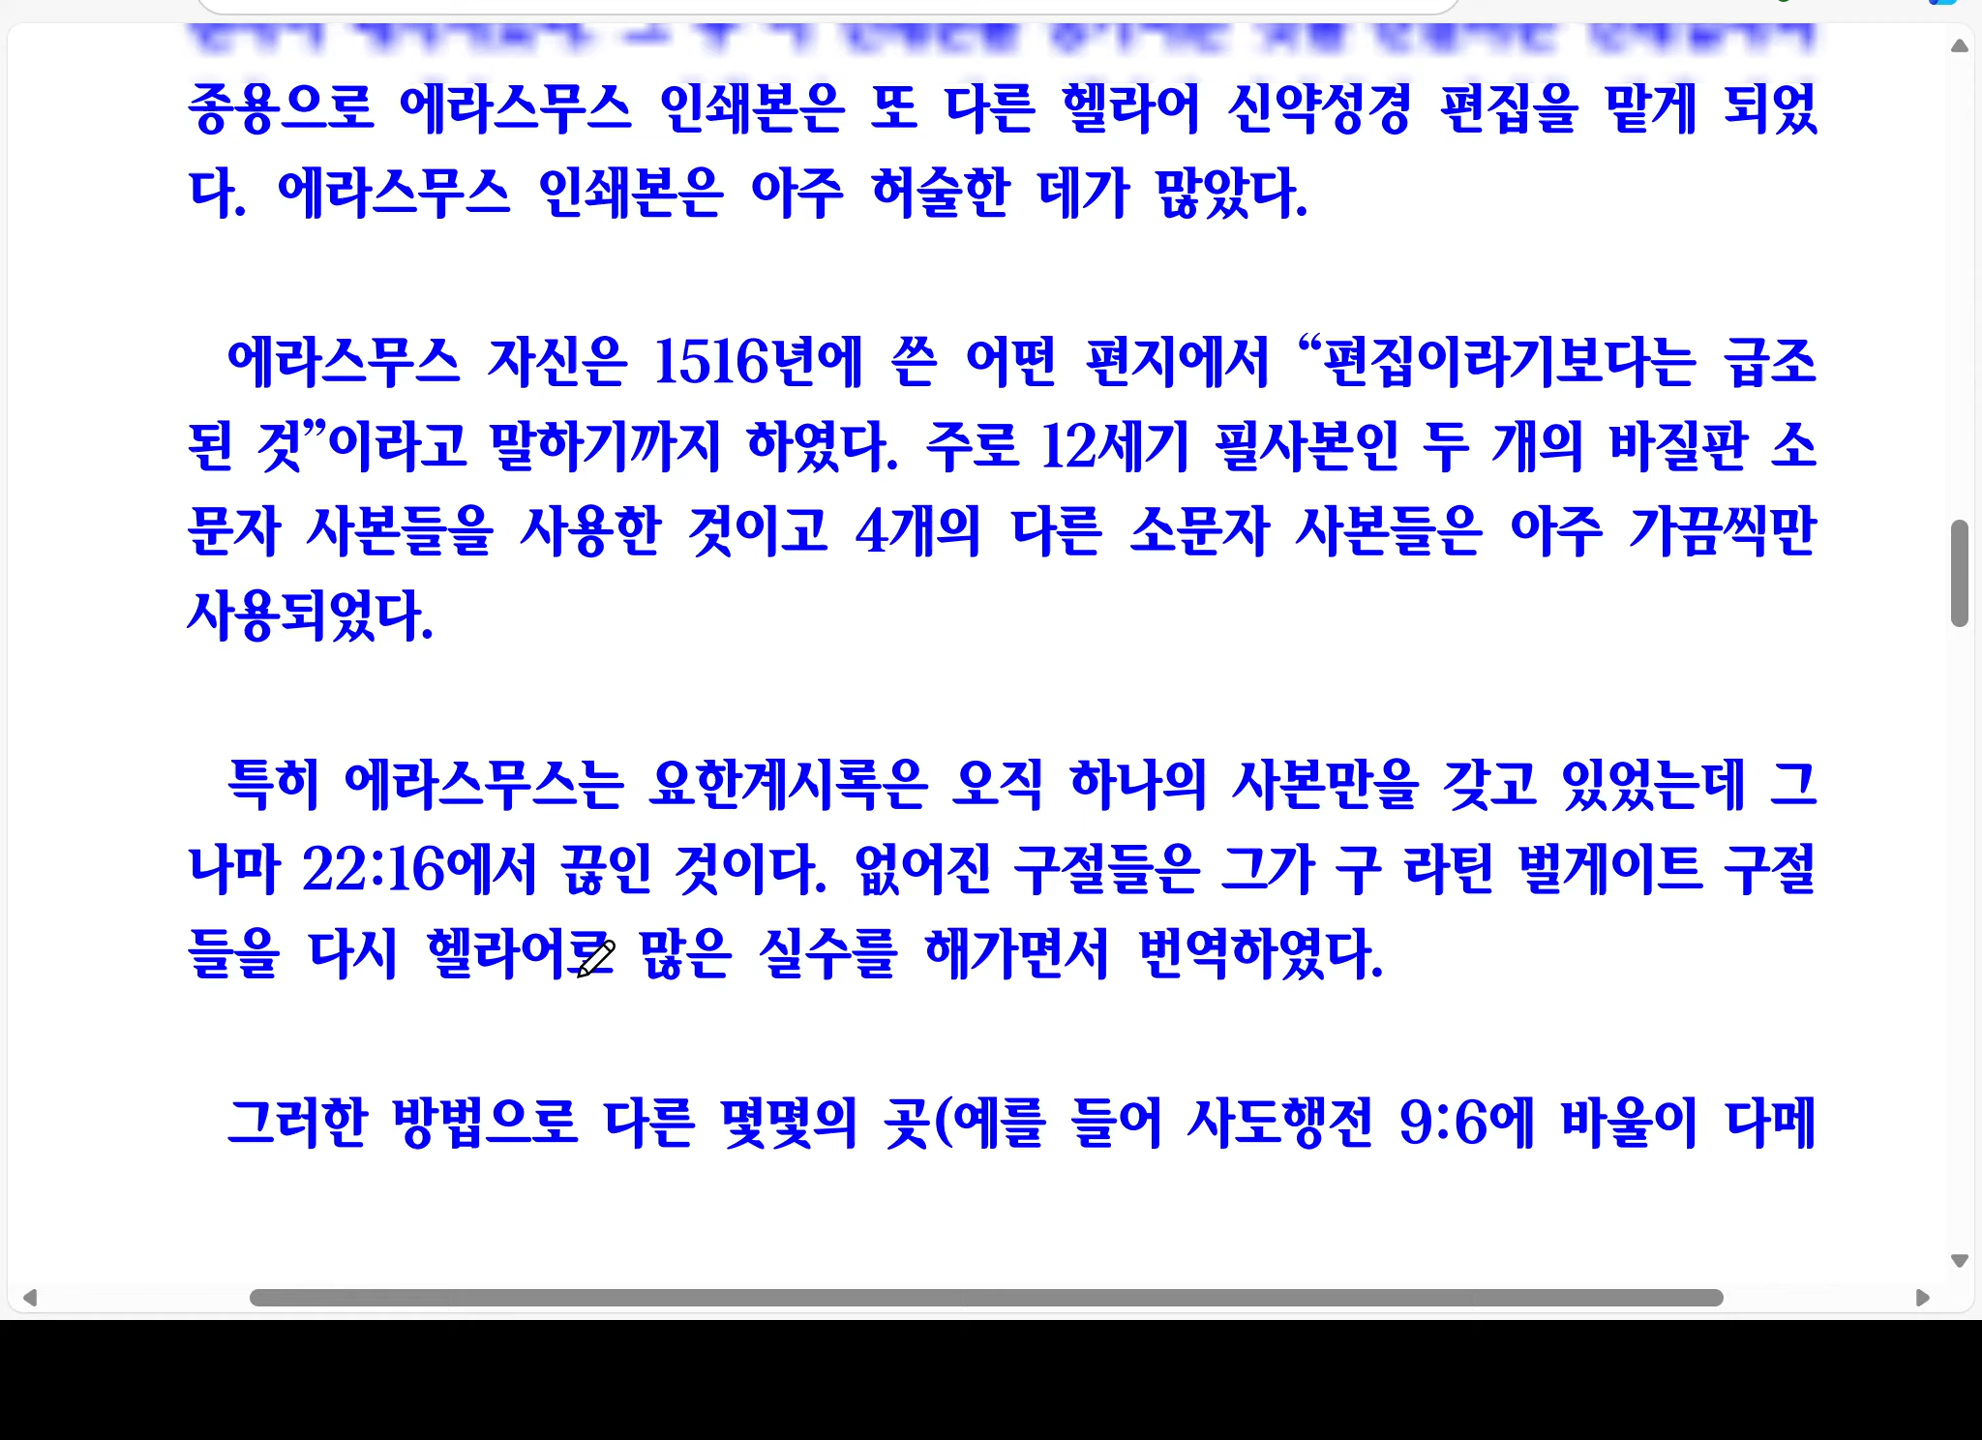 종용으로 에라스무스 인쇄본은 또 다른 헬라어 신약성경 편집을 맡게 되었
다. 에라스무스 인쇄본은 아주 허술한 데가 많았다.
에라스무스 자신은 1516년에 쓴 어떤 편지에서 “편집이라기보다는 급조
된 것”이라고 말하기까지 하였다. 주로 12세기 필사본인 두 개의 바질판 소
문자 사본들을 사용한 것이고 4개의 다른 소문자 사본들은 아주 가끔씩만
사용되었다.
특히 에라스무스는 요한계시록은 오직 하나의 사본만을 갖고 있었는데 그
나마 22:16에서 끊인 것이다. 없어진 구절들은 그가 구 라틴 벌게이트 구절
들을 다시 헬라어로 많은 실수를 해가면서 번역하였다.
그러한 방법으로 다른 몇몇의 곳(예를 들어 사도행전 9:6에 바울이 다메